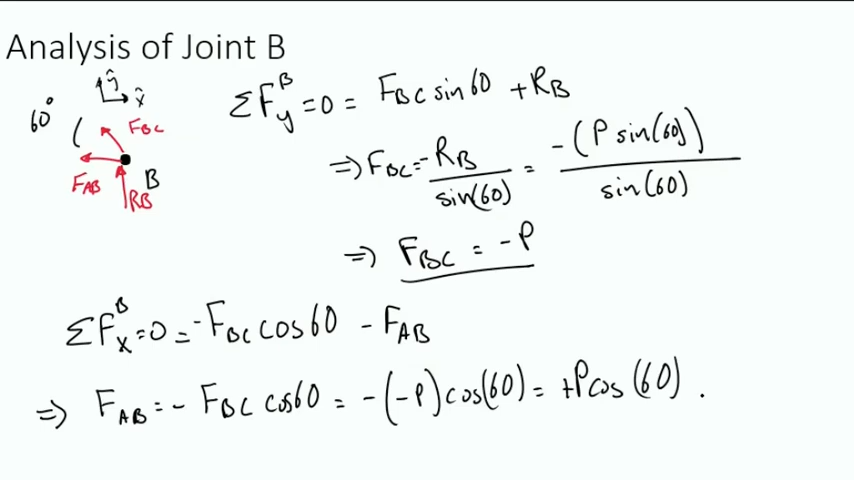 Analysis of Joint B
ŷ
x̂
60°
F_BC
F_AB
B
R_B
ΣF_y^B = 0 = F_BC sin 60 + R_B
⇒ F_BC = -R_B / sin(60) = -(P sin(60)) / sin(60)
⇒ F_BC = -P
ΣF_x^B = 0 = -F_BC cos 60 - F_AB
⇒ F_AB = - F_BC cos 60 = -(-P) cos(60) = +P cos (60).